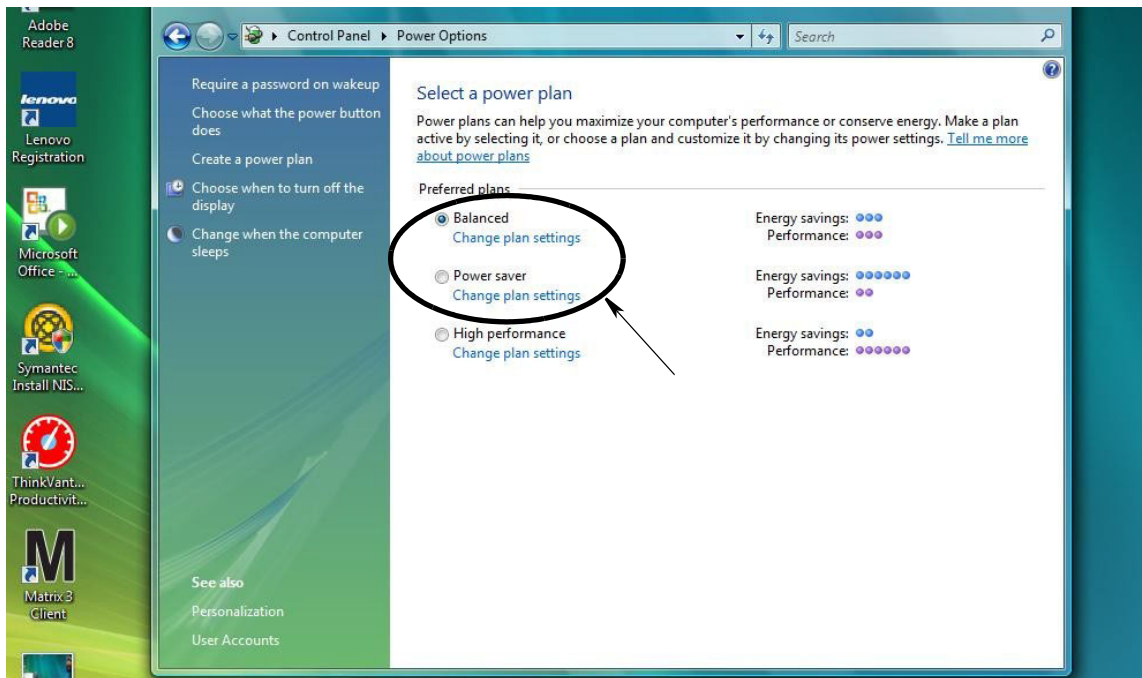 Adobe
Reader 8
lenovo
Lenovo
Registration
Microsoft
Office - ...
Symantec
Install NIS...
ThinkVant...
Productivit...
M
Matrix 3
Client
Control Panel Power Options
Search
Require a password on wakeup
Choose what the power button
does
Create a power plan
Choose when to turn off the
display
Change when the computer
sleeps
See also
Personalization
User Accounts
Select a power plan
Power plans can help you maximize your computer's performance or conserve energy. Make a plan
active by selecting it, or choose a plan and customize it by changing its power settings. Tell me more
about power plans
Preferred plans
Balanced Energy savings:
Change plan settings Performance:
Power saver Energy savings:
Change plan settings Performance:
High performance Energy savings:
Change plan settings Performance: